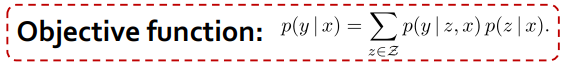 Objective function: p(y | x) = ∑_{z∈𝒵} p(y | z, x) p(z | x).